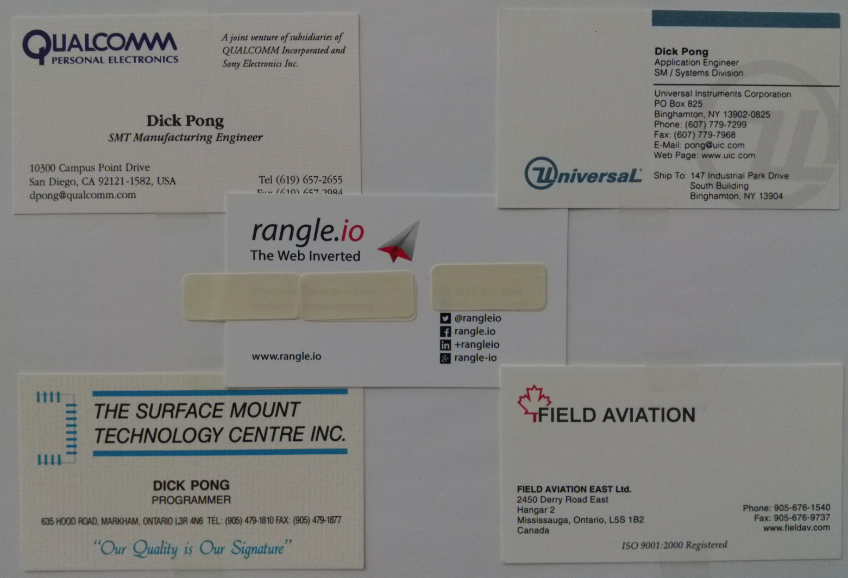 QUALCOMM
PERSONAL ELECTRONICS
A joint venture of subsidiaries of
QUALCOMM Incorporated and
Sony Electronics Inc.
Dick Pong
SMT Manufacturing Engineer
10300 Campus Point Drive
San Diego, CA 92121-1582, USA
dpong@qualcomm.com
Tel (619) 657-2655
Fax (619) 657-2984
Dick Pong
Application Engineer
SM / Systems Division
Universal Instruments Corporation
PO Box 825
Binghamton, NY 13902-0825
Phone: (607) 779-7299
Fax: (607) 779-7968
E-Mail: pong@uic.com
Web Page: www.uic.com
Universal
Ship To: 147 Industrial Park Drive
South Building
Binghamton, NY 13904
rangle.io
The Web Inverted
@rangleio
rangle.io
+rangleio
rangle-io
www.rangle.io
THE SURFACE MOUNT
TECHNOLOGY CENTRE INC.
DICK PONG
PROGRAMMER
635 HOOD ROAD, MARKHAM, ONTARIO L3R 4N6 TEL: (905) 479-1810 FAX: (905) 479-1877
"Our Quality is Our Signature"
FIELD AVIATION
FIELD AVIATION EAST Ltd.
2450 Derry Road East
Hangar 2
Mississauga, Ontario, L5S 1B2
Canada
Phone: 905-676-1540
Fax: 905-676-9737
www.fieldav.com
ISO 9001:2000 Registered